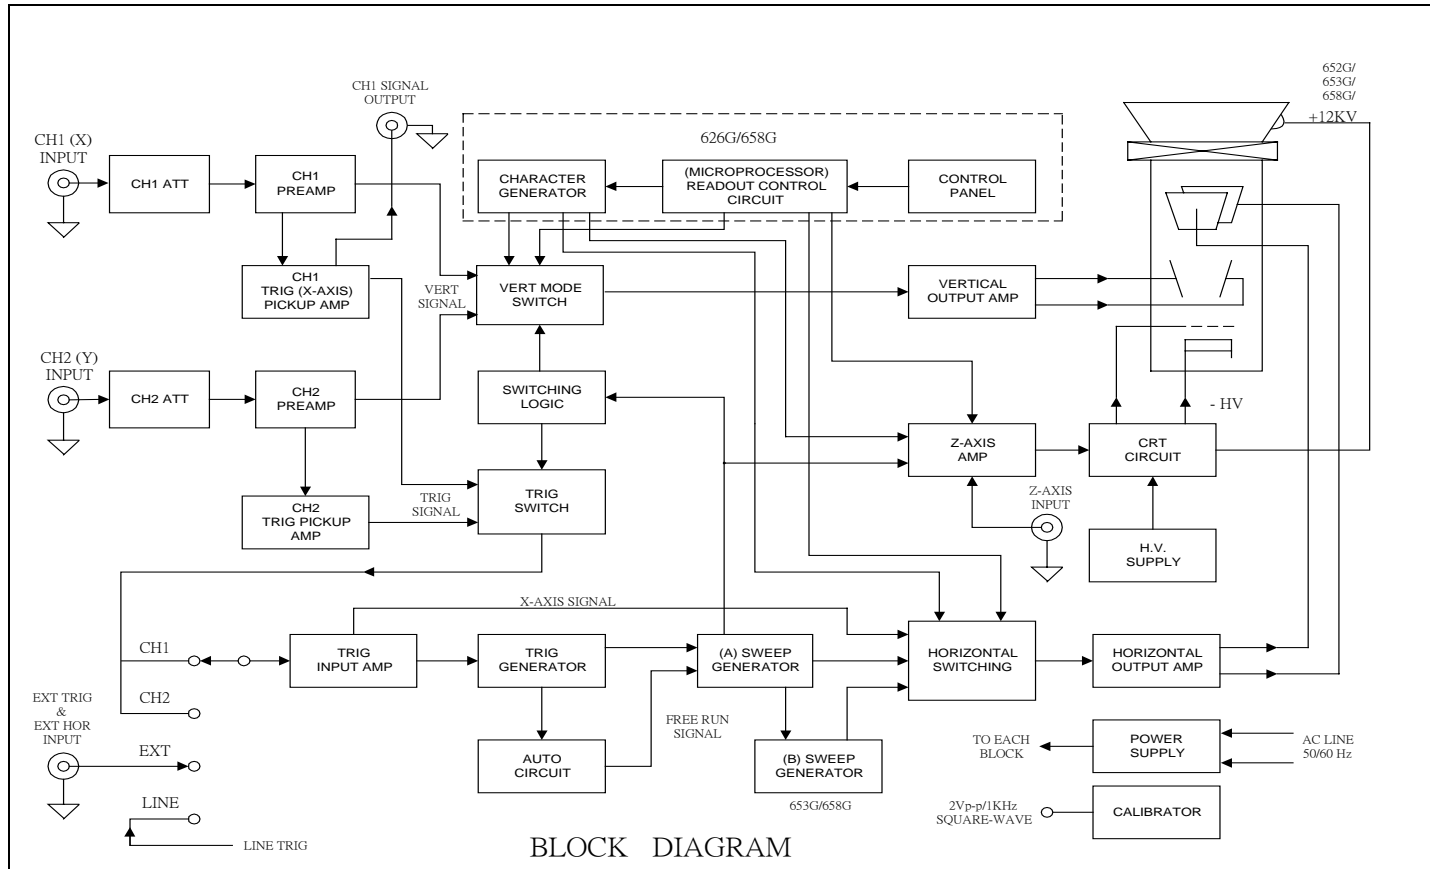 652G/
653G/
658G/
+12KV
CH1 SIGNAL
OUTPUT
CH1 (X)
INPUT
626G/658G
CH1 ATT
CH1
PREAMP
CHARACTER
GENERATOR
(MICROPROCESSOR)
READOUT CONTROL
CIRCUIT
CONTROL
PANEL
CH1
TRIG (X-AXIS)
PICKUP AMP
VERT
SIGNAL
VERT MODE
SWITCH
VERTICAL
OUTPUT AMP
CH2 (Y)
INPUT
CH2 ATT
CH2
PREAMP
SWITCHING
LOGIC
- HV
Z-AXIS
AMP
CRT
CIRCUIT
CH2
TRIG PICKUP
AMP
TRIG
SIGNAL
TRIG
SWITCH
Z-AXIS
INPUT
H.V.
SUPPLY
X-AXIS SIGNAL
CH1
TRIG
INPUT AMP
TRIG
GENERATOR
(A) SWEEP
GENERATOR
HORIZONTAL
SWITCHING
HORIZONTAL
OUTPUT AMP
CH2
EXT TRIG
&
EXT HOR
INPUT
EXT
AUTO
CIRCUIT
FREE RUN
SIGNAL
(B) SWEEP
GENERATOR
653G/658G
TO EACH
BLOCK
POWER
SUPPLY
AC LINE
50/60 Hz
LINE
LINE TRIG
2Vp-p/1KHz
SQUARE-WAVE
CALIBRATOR
BLOCK DIAGRAM